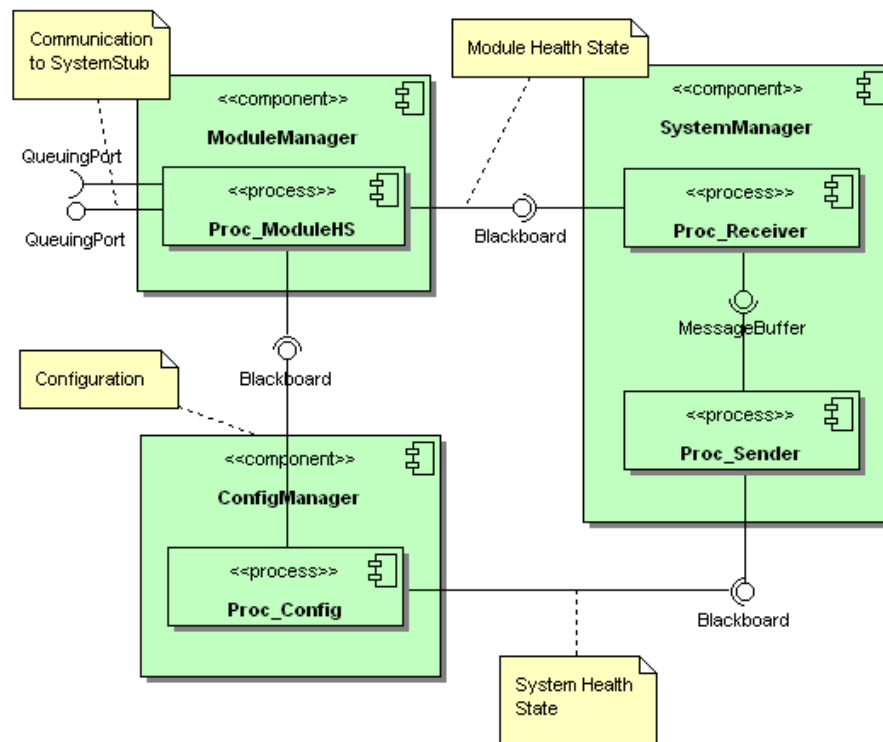 Communication
to SystemStub
Module Health State
<<component>>
ModuleManager
<<component>>
SystemManager
QueuingPort
<<process>>
Proc_ModuleHS
QueuingPort
Blackboard
<<process>>
Proc_Receiver
MessageBuffer
Configuration
Blackboard
<<process>>
Proc_Sender
<<component>>
ConfigManager
<<process>>
Proc_Config
Blackboard
System Health
State